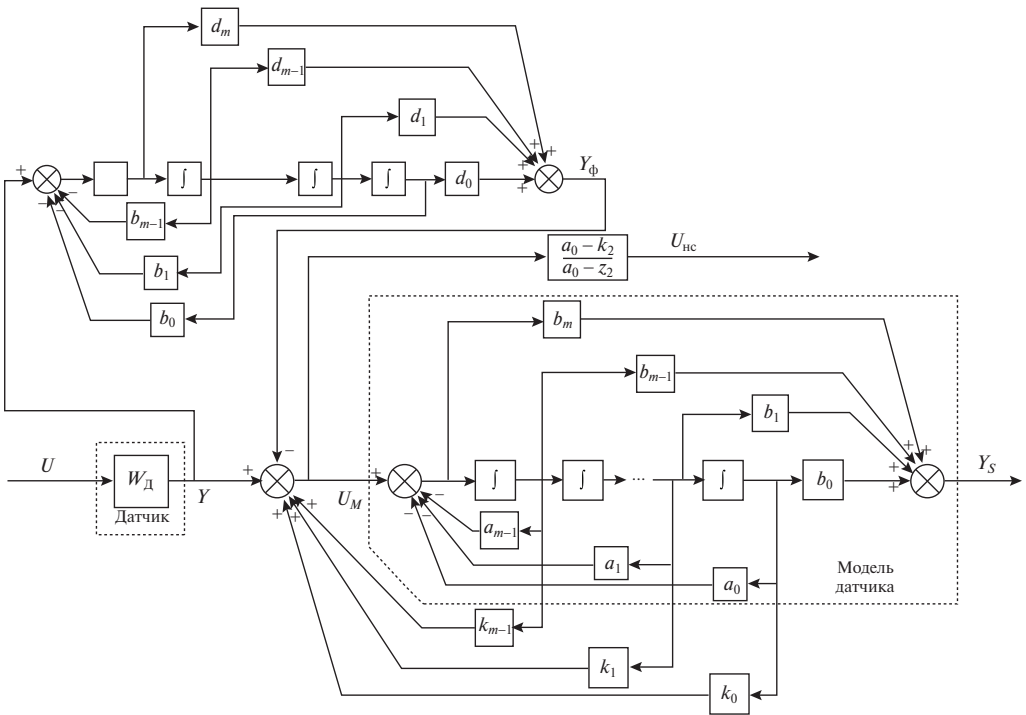 d_m
d_{m−1}
d_1
+ + + +
+ ∫ ∫ ∫ d_0 Y_ф
− − −
b_{m−1}
b_1
b_0
(a_0 − k_2)/(a_0 − z_2) U_нс
b_m
b_{m−1}
b_1
U W_Д Y + − U_M + ∫ ∫ ... ∫ b_0 + + + + Y_S
Датчик
+ + + − − −
a_{m−1}
a_1
a_0
Модель
датчика
k_{m−1}
k_1
k_0